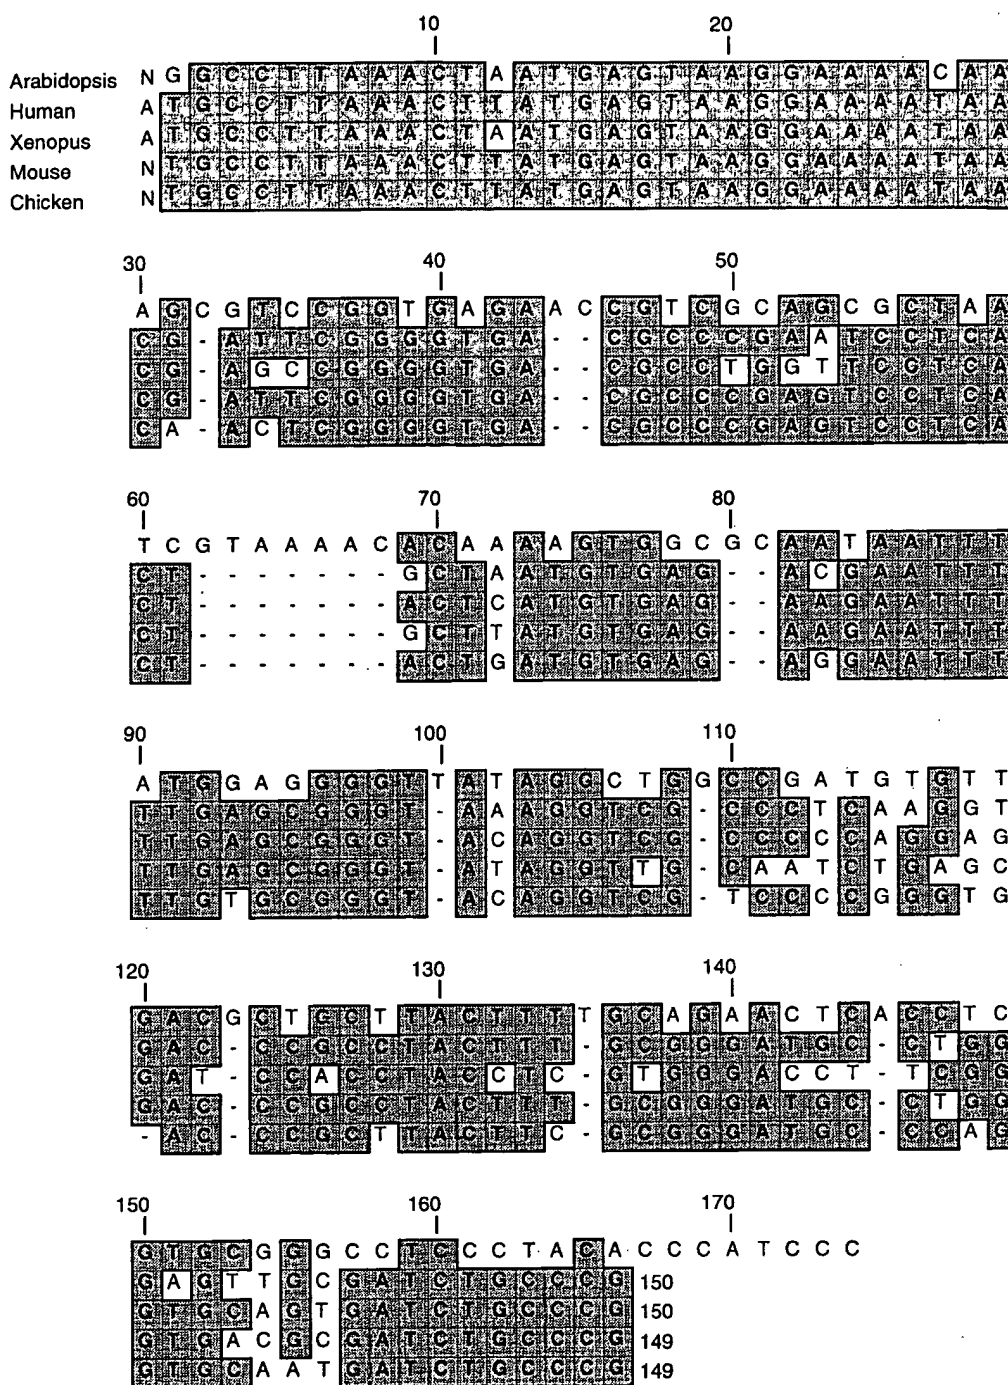 10 20
Arabidopsis N G G C C T T A A A C T A A T G A G T A A G G A A A A C A A
Human A T G C C T T A A A C T T A T G A G T A A G G A A A A T A A
Xenopus A T G C C T T A A A C T A A T G A G T A A G G A A A A T A A
Mouse N T G C C T T A A A C T T A T G A G T A A G G A A A A T A A
Chicken N T G C C T T A A A C T T A T G A G T A A G G A A A A T A A
30 40 50
A G C G T C C G G T G A G A A C C G T C G C A G C G C T A A
C G - A T T C G G G G T G A - - C G C C C G A A T C C T C A
C G - A G C C G G G G T G A - - C G C C T G G T T C C T C A
C G - A T T C G G G G T G A - - C G C C C G A G T C C T C A
C A - A C T C G G G G T G A - - C G C C C G A G T C C T C A
60 70 80
T C G T A A A A C A C A A A A G T G G C G C A A T A A T T T
C T - - - - - - - G C T A A T G T G A G - - A C G A A T T T
C T - - - - - - - A C T C A T G T G A G - - A A G A A T T T
C T - - - - - - - G C T T A T G T G A G - - A A G A A T T T
C T - - - - - - - A C T G A T G T G A G - - A G G A A T T T
90 100 110
A T G G A G G G G T T A T A G G C T G G C C G A T G T G T T
T T G A G C G G G T - A A A G G T C G - C C C T C A A G G T
T T G A G C G G G T - A C A G G T C G - C C C C C A G G A G
T T G A G C G G G T - A T A G G T T G - C A A T C T G A G C
T T G T G C G G G T - A C A G G T C G - T C C C C G G G T G
120 130 140
G A C G C T G C T T A C T T T T G C A G A A C T C A C C T C
G A C - G C G C C T A C T T T - G C G G G A T G C - C T G G
G A T - C C A C C T A C C T C - G T G G G A C C T - T C G G
G A C - C C G C C T A C T T T - G C G G G A T G C - C T G G
- A C - C C G C T T A C T T C - G C G G G A T G C - C C A G
150 160 170
G T G C G G G C C T C C C T A C A C C C A T C C C
G A G T T G C G A T C T G C C C G 150
G T G C A G T G A T C T G C C C G 150
G T G A C G C G A T C T G C C C G 149
G T G C A A T G A T C T G C C C G 149